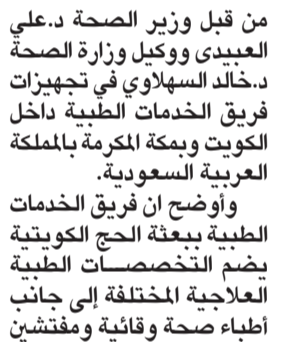 من قبل وزير الصحة د.علي
العبيدى ووكيل وزارة الصحة
د.خالد السهلاوي في تجهيزات
فريق الخدمات الطبية داخل
الكويت وبمكة المكرمة بالمملكة
العربية السعودية.
وأوضح ان فريق الخدمات
الطبية ببعثة الحج الكويتية
يضم التخصصات الطبية
العلاجية المختلفة إلى جانب
أطباء صحة وقائية ومفتشين